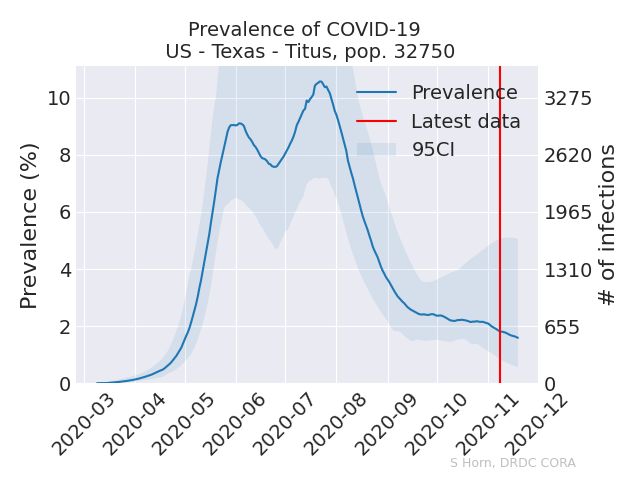 Prevalence of COVID-19
US - Texas - Titus, pop. 32750
Prevalence (%)
10
8
6
4
2
0
Prevalence
Latest data
95CI
3275
2620
1965
1310
655
0
# of infections
2020-03
2020-04
2020-05
2020-06
2020-07
2020-08
2020-09
2020-10
2020-11
2020-12
S Horn, DRDC CORA